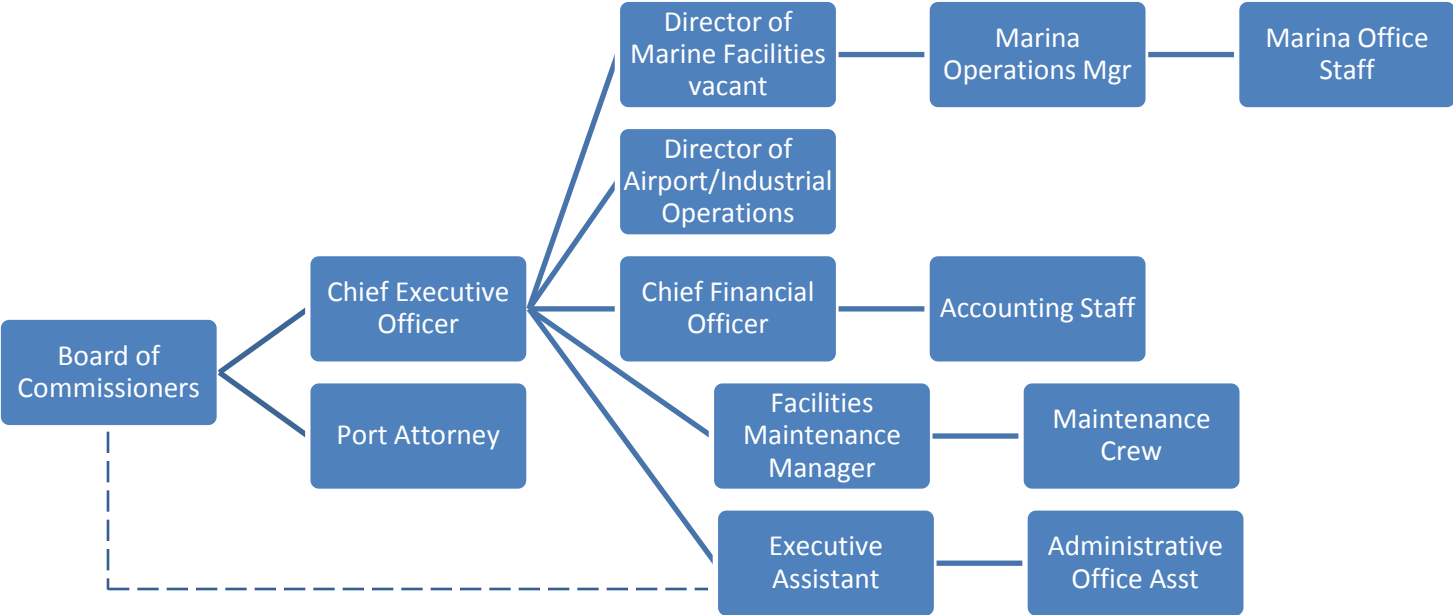 Director of
Marine Facilities
vacant
Marina
Operations Mgr
Marina Office
Staff
Director of
Airport/Industrial
Operations
Chief Executive
Officer
Chief Financial
Officer
Accounting Staff
Board of
Commissioners
Port Attorney
Facilities
Maintenance
Manager
Maintenance
Crew
Executive
Assistant
Administrative
Office Asst